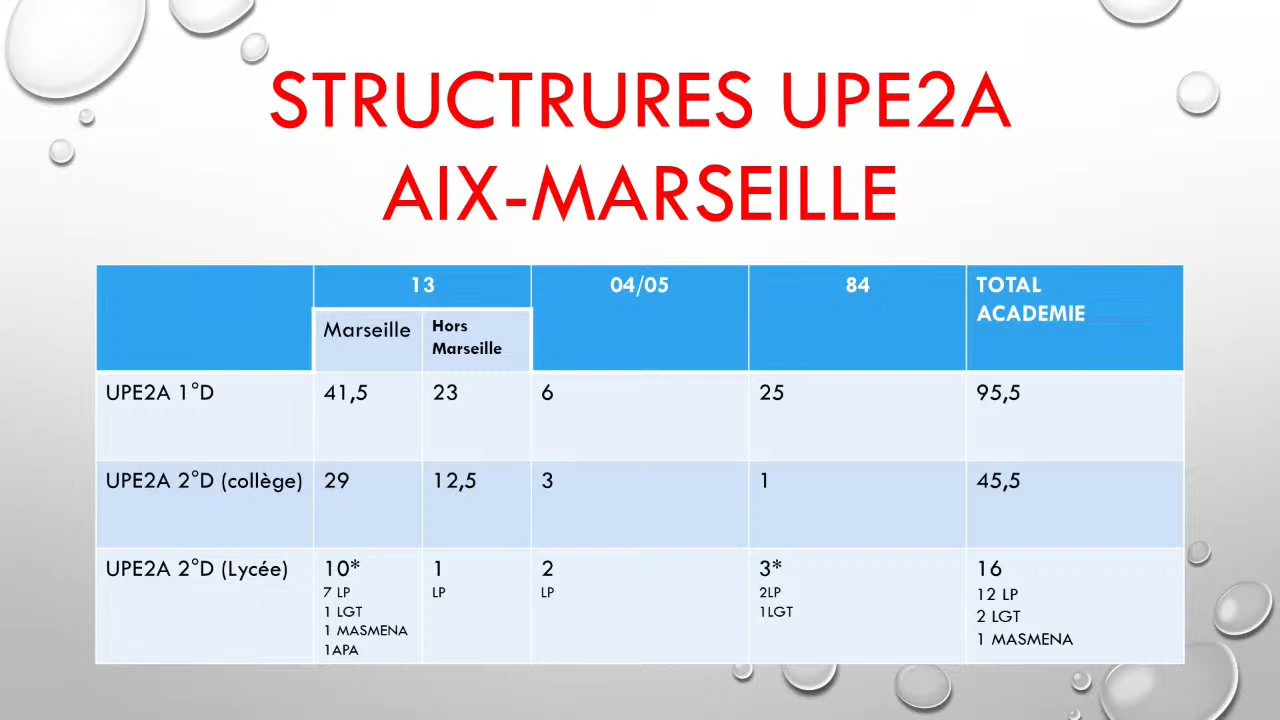 STRUCTRURES UPE2A
AIX-MARSEILLE
13 04/05 84 TOTAL
ACADEMIE
Marseille Hors
Marseille
UPE2A 1°D 41,5 23 6 25 95,5
UPE2A 2°D (collège) 29 12,5 3 1 45,5
UPE2A 2°D (Lycée) 10* 1 2 3* 16
7 LP LP LP 2LP 12 LP
1 LGT 1LGT 2 LGT
1 MASMENA 1 MASMENA
1APA